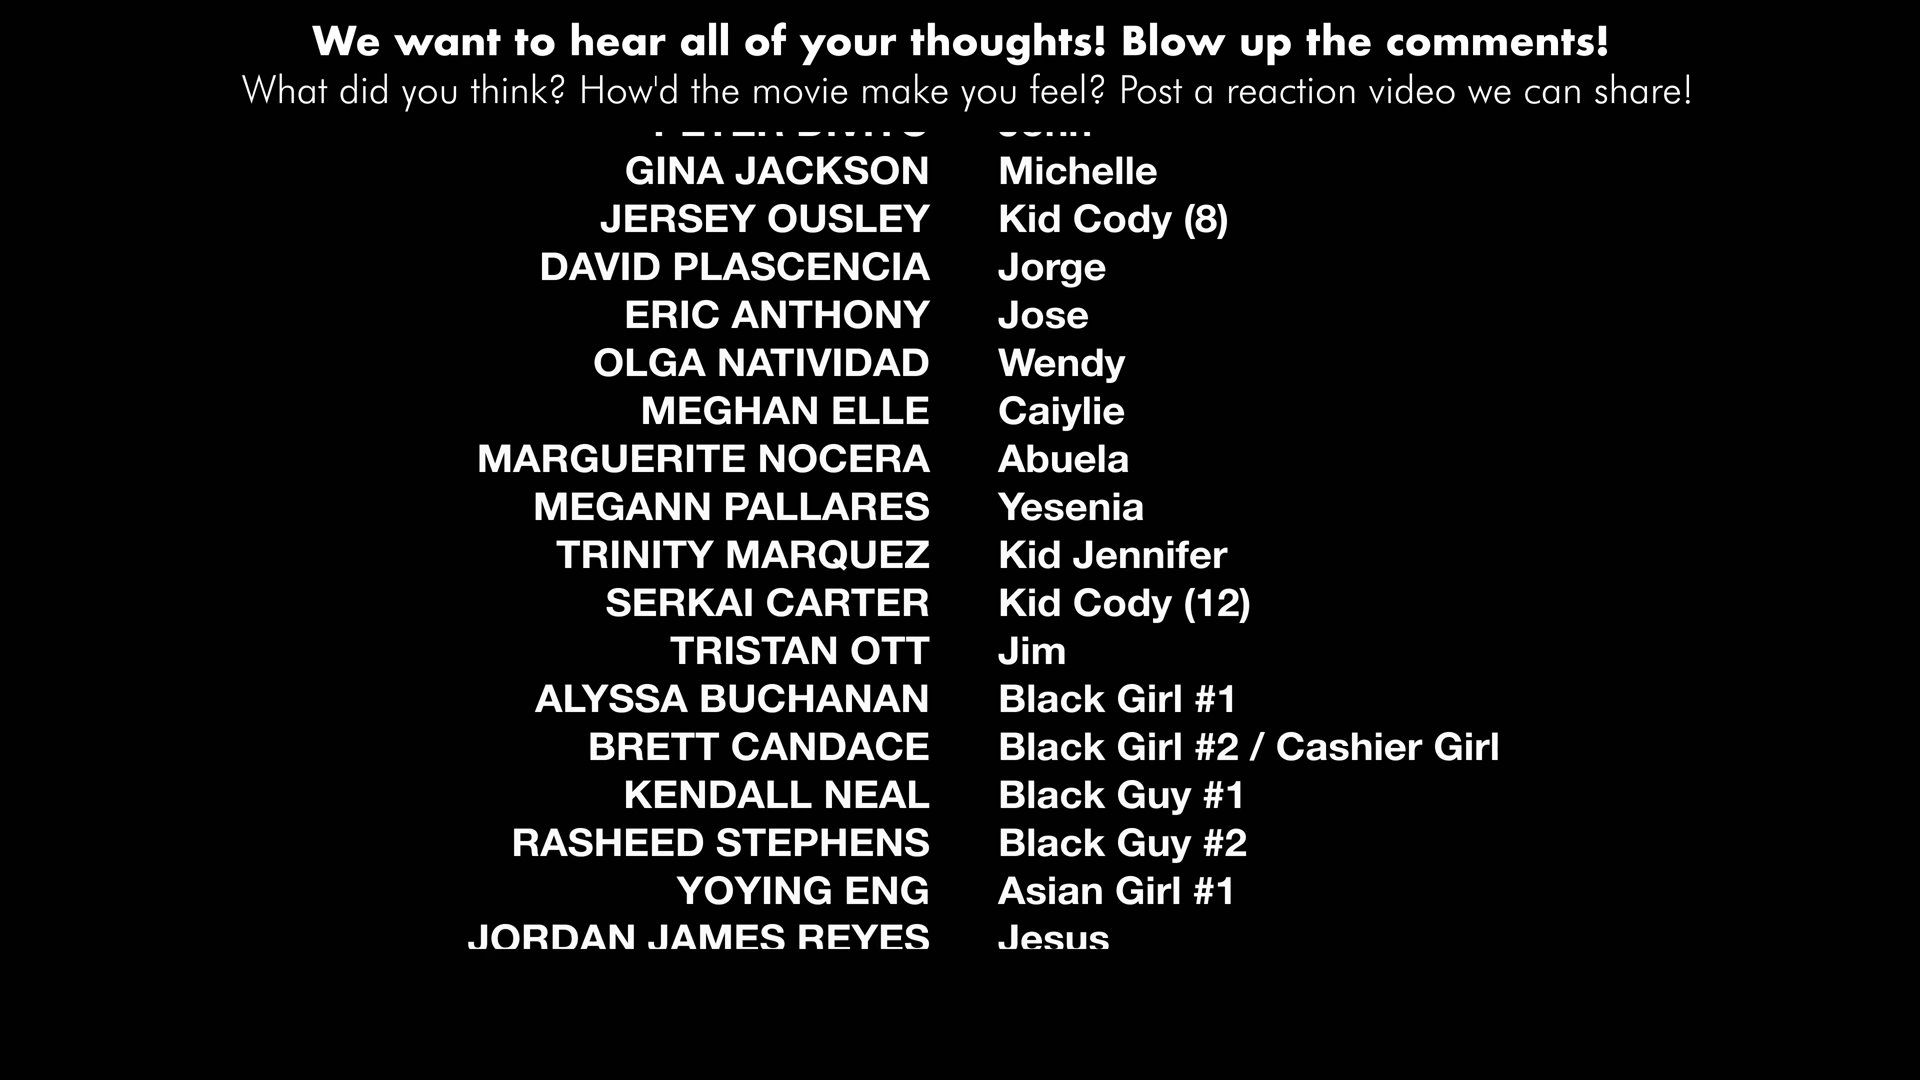 We want to hear all of your thoughts! Blow up the comments!
What did you think? How'd the movie make you feel? Post a reaction video we can share!
GINA JACKSON Michelle
JERSEY OUSLEY Kid Cody (8)
DAVID PLASCENCIA Jorge
ERIC ANTHONY Jose
OLGA NATIVIDAD Wendy
MEGHAN ELLE Caiylie
MARGUERITE NOCERA Abuela
MEGANN PALLARES Yesenia
TRINITY MARQUEZ Kid Jennifer
SERKAI CARTER Kid Cody (12)
TRISTAN OTT Jim
ALYSSA BUCHANAN Black Girl #1
BRETT CANDACE Black Girl #2 / Cashier Girl
KENDALL NEAL Black Guy #1
RASHEED STEPHENS Black Guy #2
YOYING ENG Asian Girl #1
JORDAN JAMES REYES Jesus